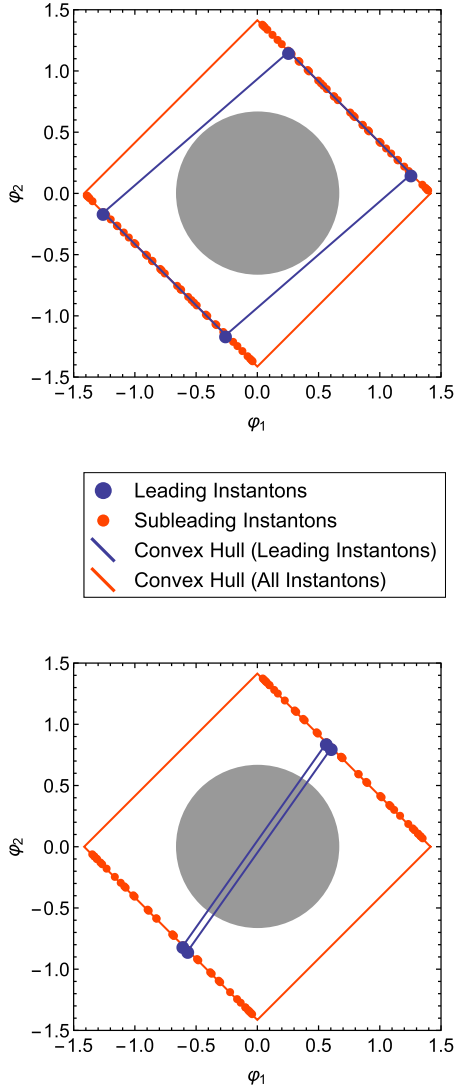 1.5
1.0
0.5
0.0
−0.5
−1.0
−1.5
φ2
−1.5 −1.0 −0.5 0.0 0.5 1.0 1.5
φ1
Leading Instantons
Subleading Instantons
Convex Hull (Leading Instantons)
Convex Hull (All Instantons)
1.5
1.0
0.5
0.0
−0.5
−1.0
−1.5
φ2
−1.5 −1.0 −0.5 0.0 0.5 1.0 1.5
φ1